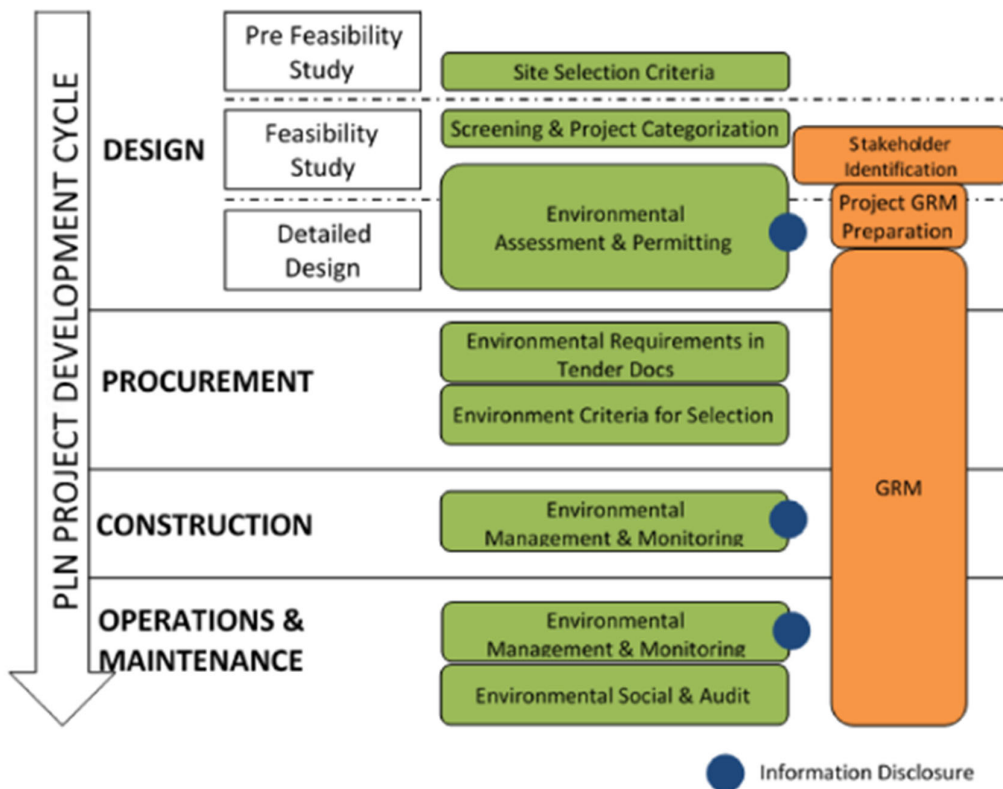 PLN PROJECT DEVELOPMENT CYCLE
DESIGN
Pre Feasibility
Study
Site Selection Criteria
Feasibility
Study
Screening & Project Categorization
Stakeholder
Identification
Project GRM
Preparation
Detailed
Design
Environmental
Assessment & Permitting
PROCUREMENT
Environmental Requirements in
Tender Docs
Environment Criteria for Selection
GRM
CONSTRUCTION
Environmental
Management & Monitoring
OPERATIONS &
MAINTENANCE
Environmental
Management & Monitoring
Environmental Social & Audit
Information Disclosure